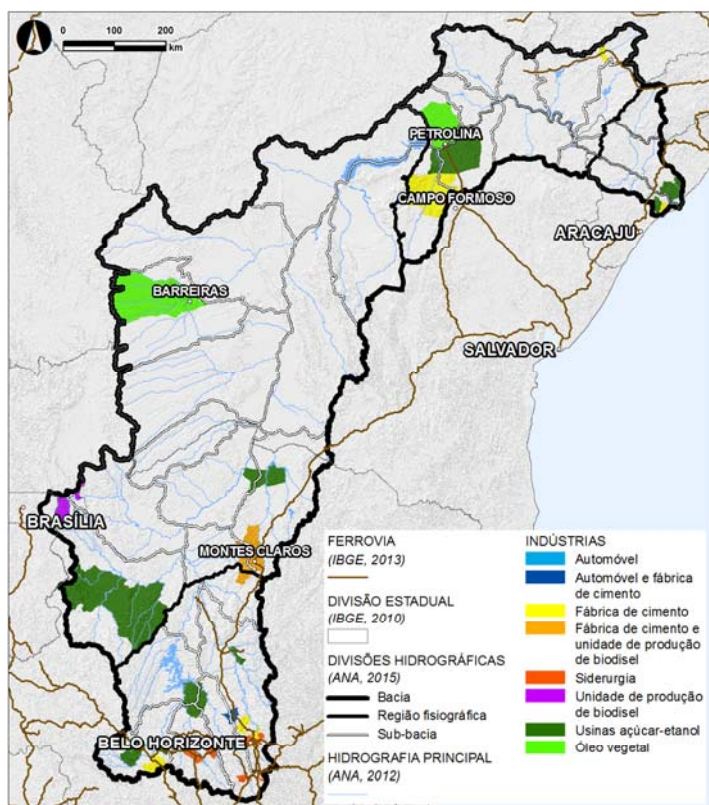 0 100 200
km
PETROLINA
CAMPO FORMOSO
ARACAJU
BARREIRAS
SALVADOR
BRASÍLIA
MONTES CLAROS
BELO HORIZONTE
FERROVIA
(IBGE, 2013)
DIVISÃO ESTADUAL
(IBGE, 2010)
DIVISÕES HIDROGRÁFICAS
(ANA, 2015)
Bacia
Região fisiográfica
Sub-bacia
HIDROGRAFIA PRINCIPAL
(ANA, 2012)
INDÚSTRIAS
Automóvel
Automóvel e fábrica
de cimento
Fábrica de cimento
Fábrica de cimento e
unidade de produção
de biodisel
Siderurgia
Unidade de produção
de biodisel
Usinas açúcar-etanol
Óleo vegetal